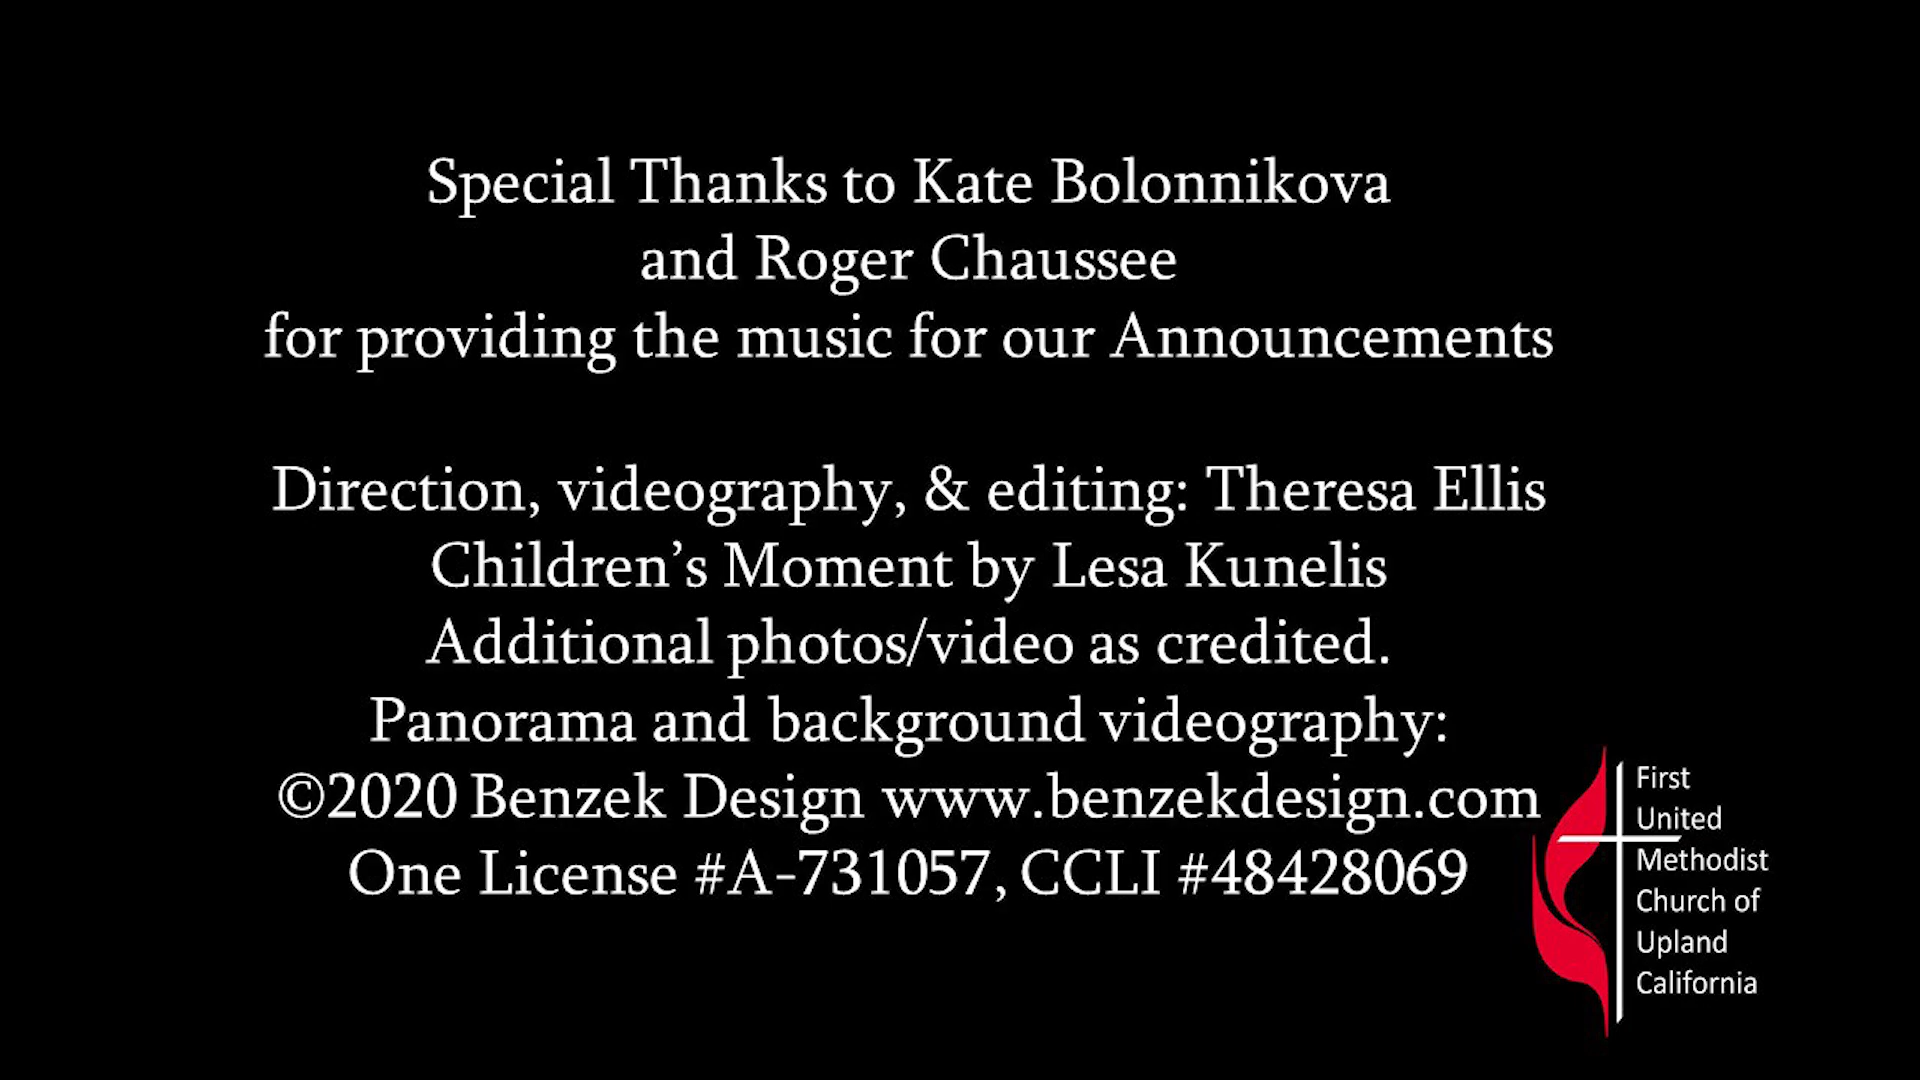 Special Thanks to Kate Bolonnikova
and Roger Chaussee
for providing the music for our Announcements
Direction, videography, & editing: Theresa Ellis
Children’s Moment by Lesa Kunelis
Additional photos/video as credited.
Panorama and background videography:
©2020 Benzek Design www.benzekdesign.com
One License #A-731057, CCLI #48428069
First
United
Methodist
Church of
Upland
California